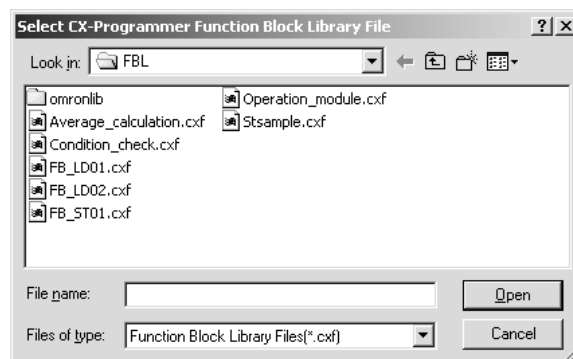 Select CX-Programmer Function Block Library File
Look in: FBL
omronlib
Average_calculation.cxf
Condition_check.cxf
FB_LD01.cxf
FB_LD02.cxf
FB_ST01.cxf
Operation_module.cxf
Stsample.cxf
File name:
Open
Files of type: Function Block Library Files(*.cxf)
Cancel